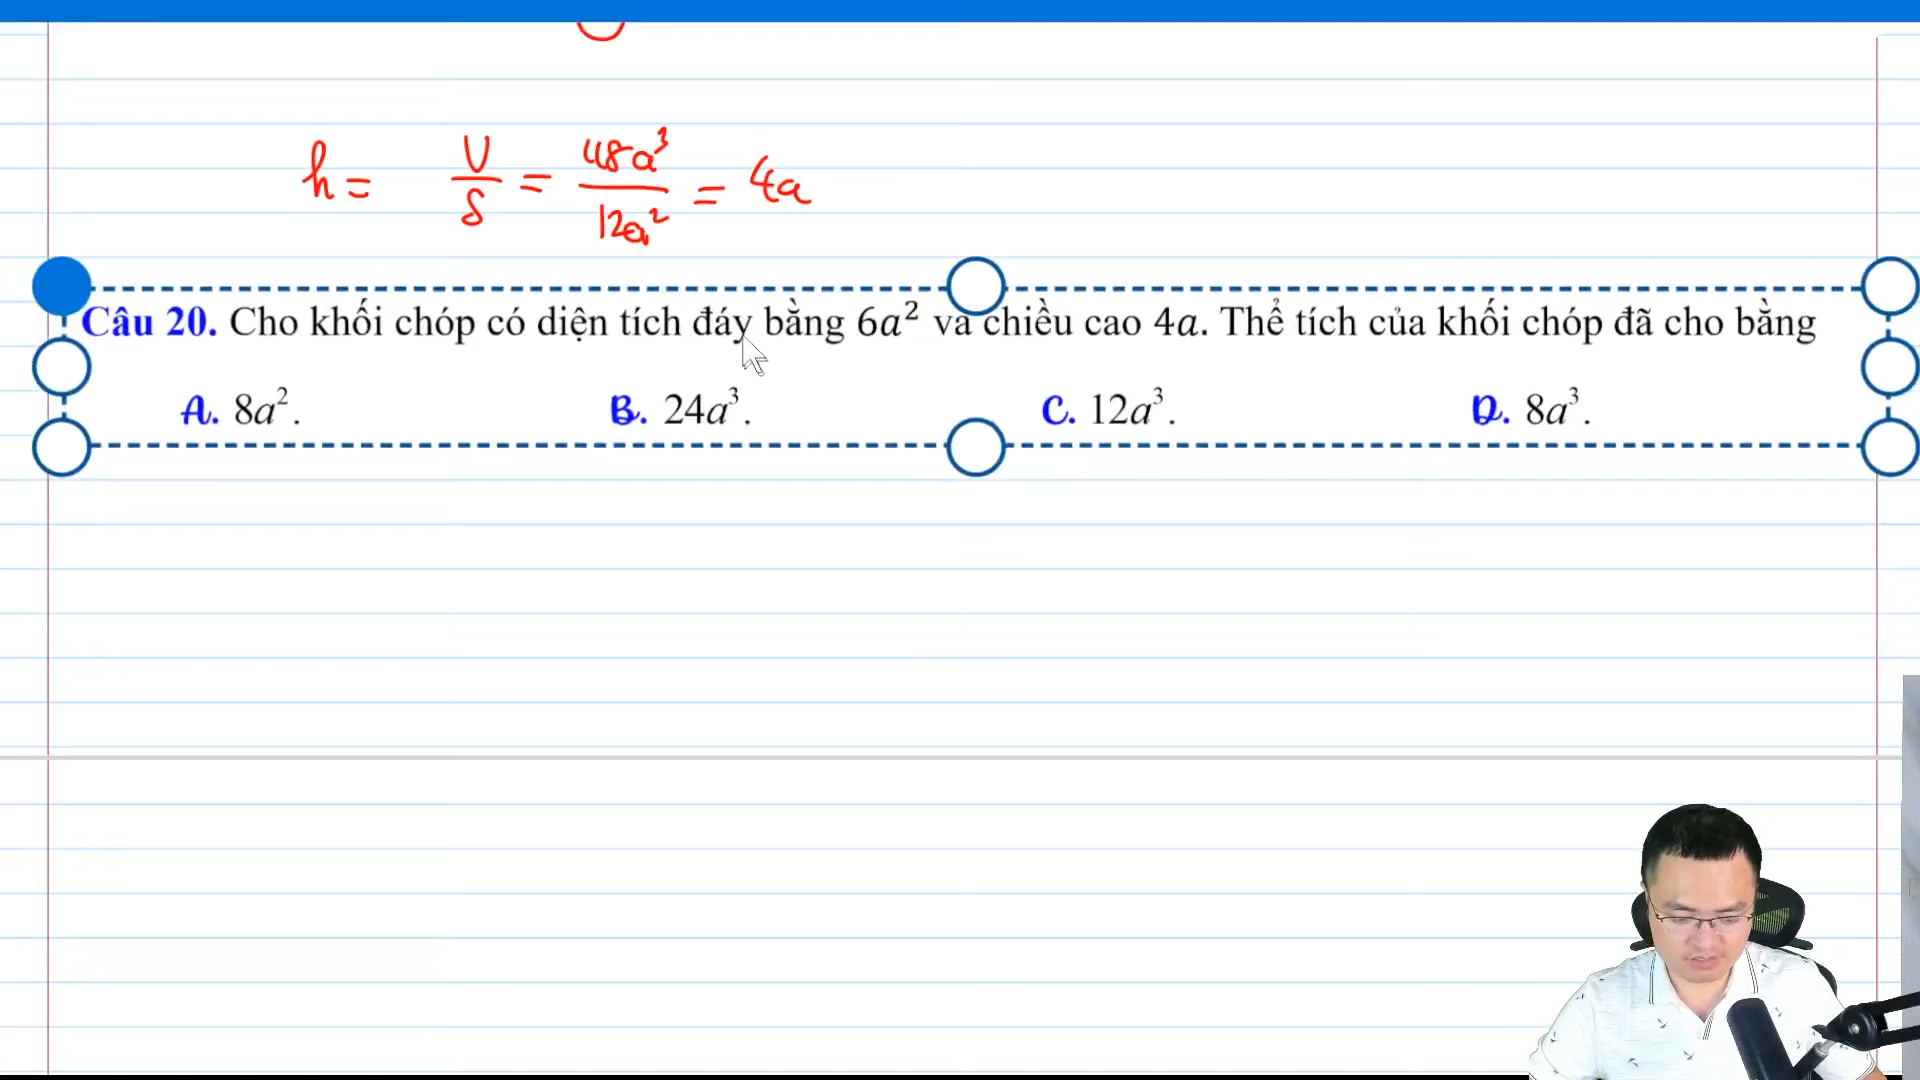 h = V/S = 48a³/12a² = 4a
Câu 20. Cho khối chóp có diện tích đáy bằng 6a² và chiều cao 4a. Thể tích của khối chóp đã cho bằng
A. 8a². B. 24a³. C. 12a³. D. 8a³.